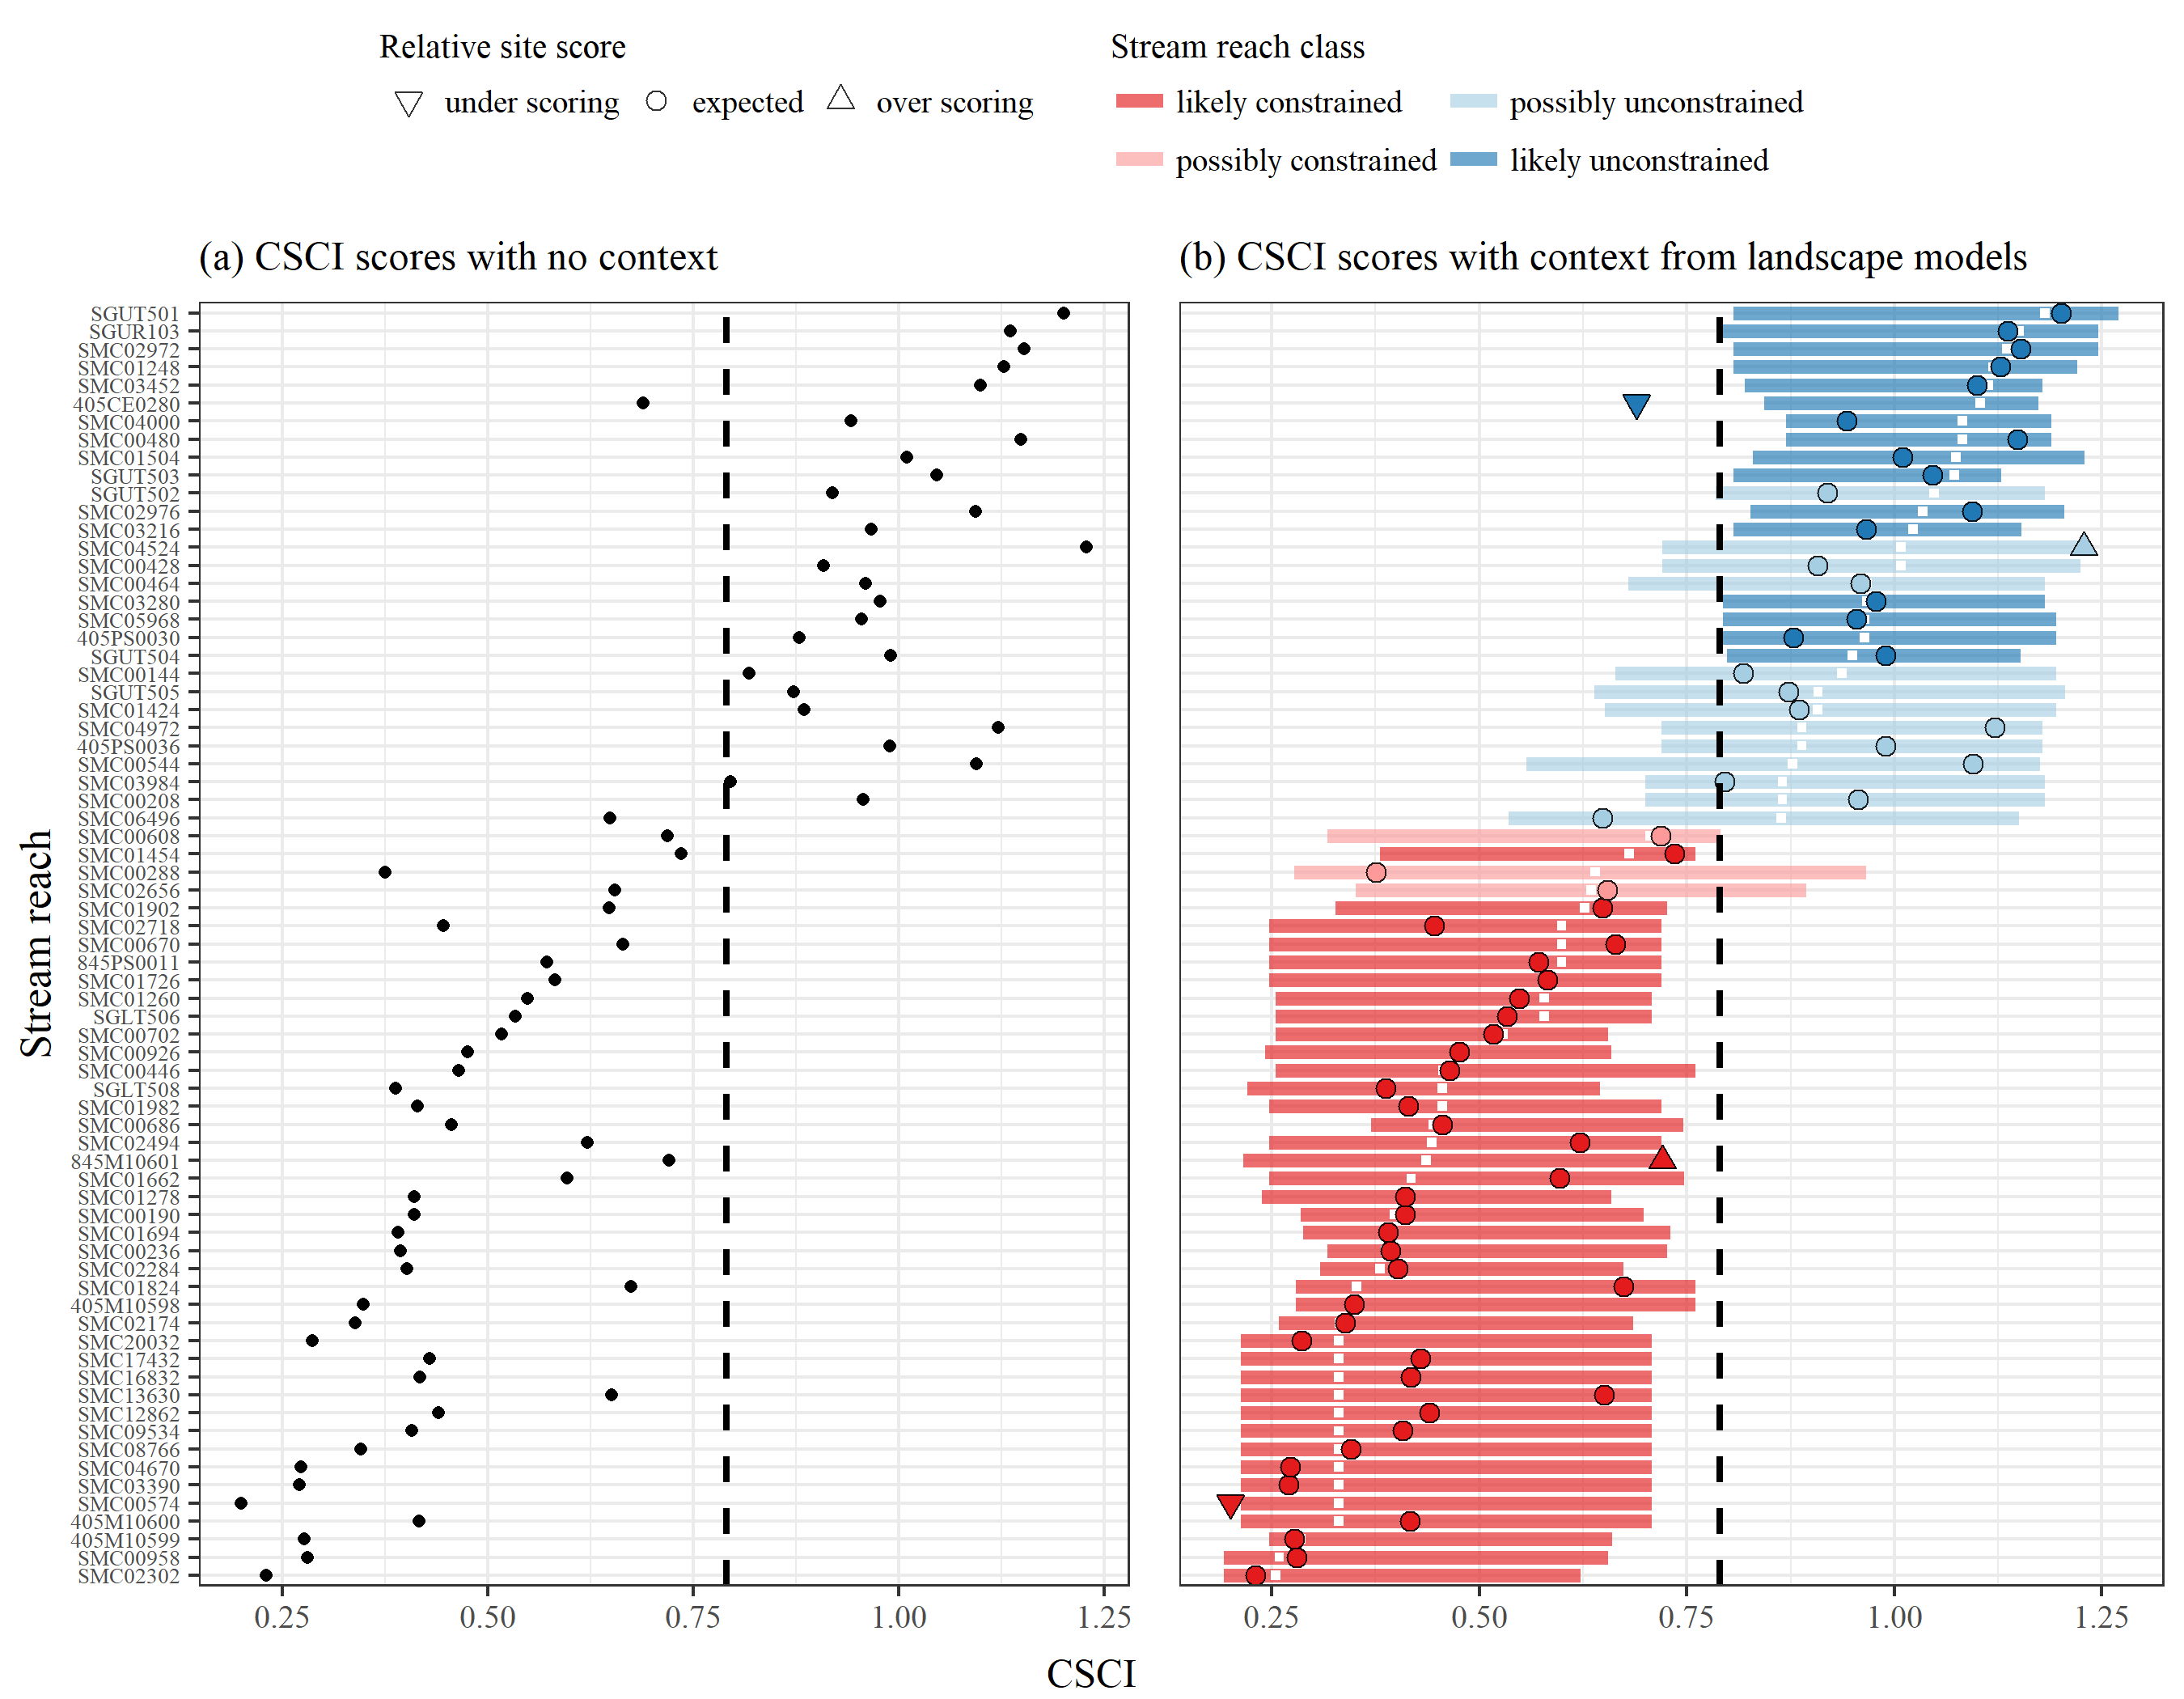 Relative site score
under scoring
expected
over scoring
Stream reach class
likely constrained
possibly unconstrained
possibly constrained
likely unconstrained
(a) CSCI scores with no context
(b) CSCI scores with context from landscape models
Stream reach
SGUT501
SGUR103
SMC02972
SMC01248
SMC03452
405CE0280
SMC04000
SMC00480
SMC01504
SGUT503
SGUT502
SMC02976
SMC03216
SMC04524
SMC00428
SMC00464
SMC03280
SMC05968
405PS0030
SGUT504
SMC00144
SGUT505
SMC01424
SMC04972
405PS0036
SMC00544
SMC03984
SMC00208
SMC06496
SMC00608
SMC01454
SMC00288
SMC02656
SMC01902
SMC02718
SMC00670
845PS0011
SMC01726
SMC01260
SGLT506
SMC00702
SMC00926
SMC00446
SGLT508
SMC01982
SMC00686
SMC02494
845M10601
SMC01662
SMC01278
SMC00190
SMC01694
SMC00236
SMC02284
SMC01824
405M10598
SMC02174
SMC20032
SMC17432
SMC16832
SMC13630
SMC12862
SMC09534
SMC08766
SMC04670
SMC03390
SMC00574
405M10600
405M10599
SMC00958
SMC02302
0.25 0.50 0.75 1.00 1.25
0.25 0.50 0.75 1.00 1.25
CSCI